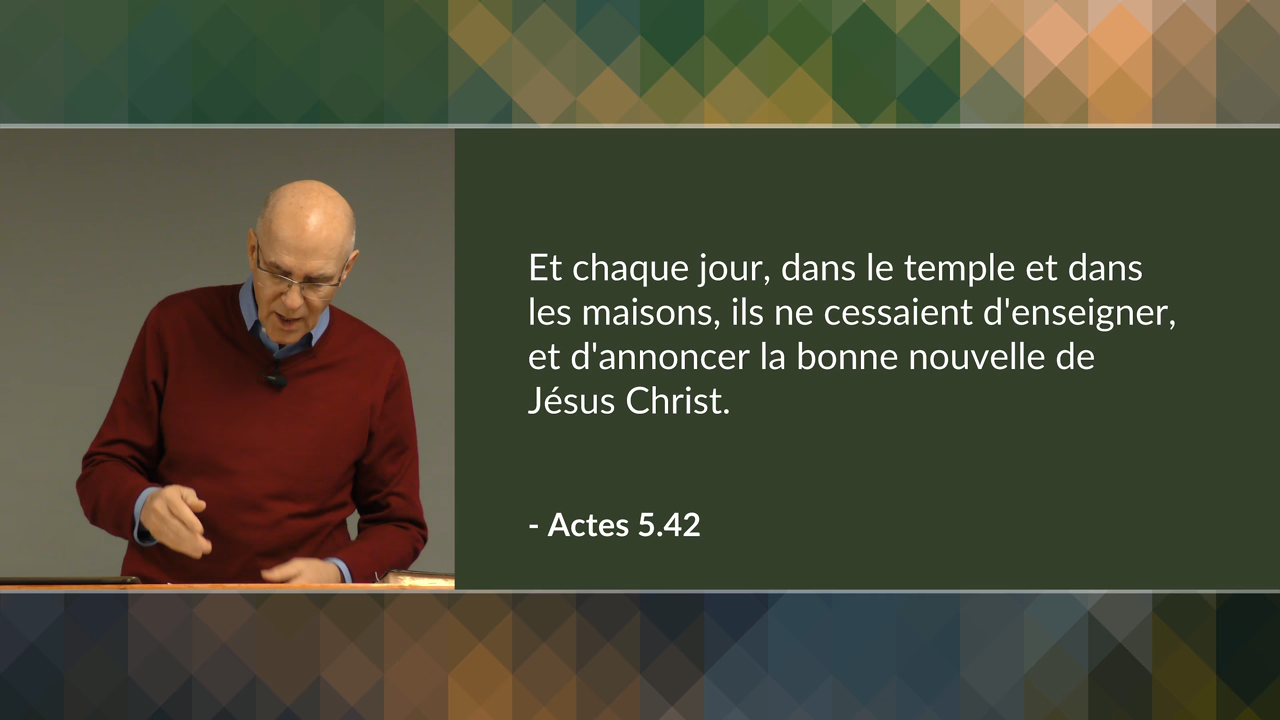 Et chaque jour, dans le temple et dans
les maisons, ils ne cessaient d'enseigner,
et d'annoncer la bonne nouvelle de
Jésus Christ.
- Actes 5.42